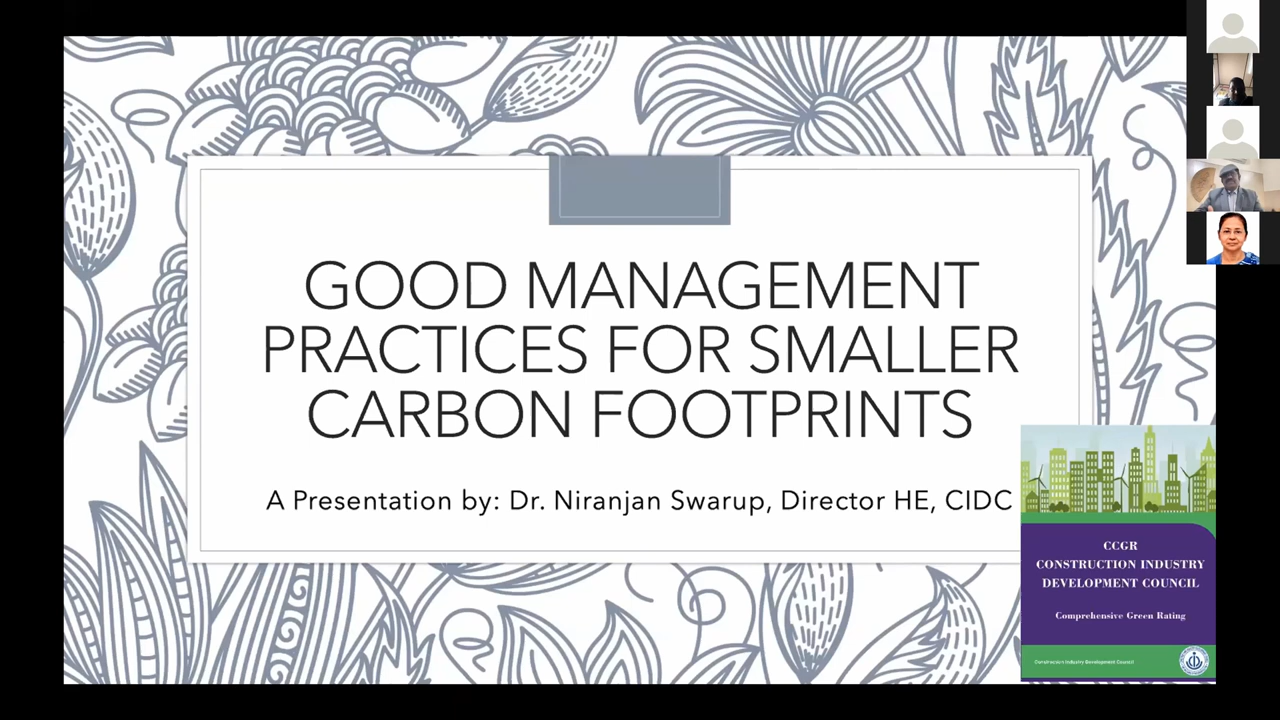 GOOD MANAGEMENT
PRACTICES FOR SMALLER
CARBON FOOTPRINTS
A Presentation by: Dr. Niranjan Swarup, Director HE, CIDC
CCGR
CONSTRUCTION INDUSTRY
DEVELOPMENT COUNCIL
Comprehensive Green Rating
Construction Industry Development Council